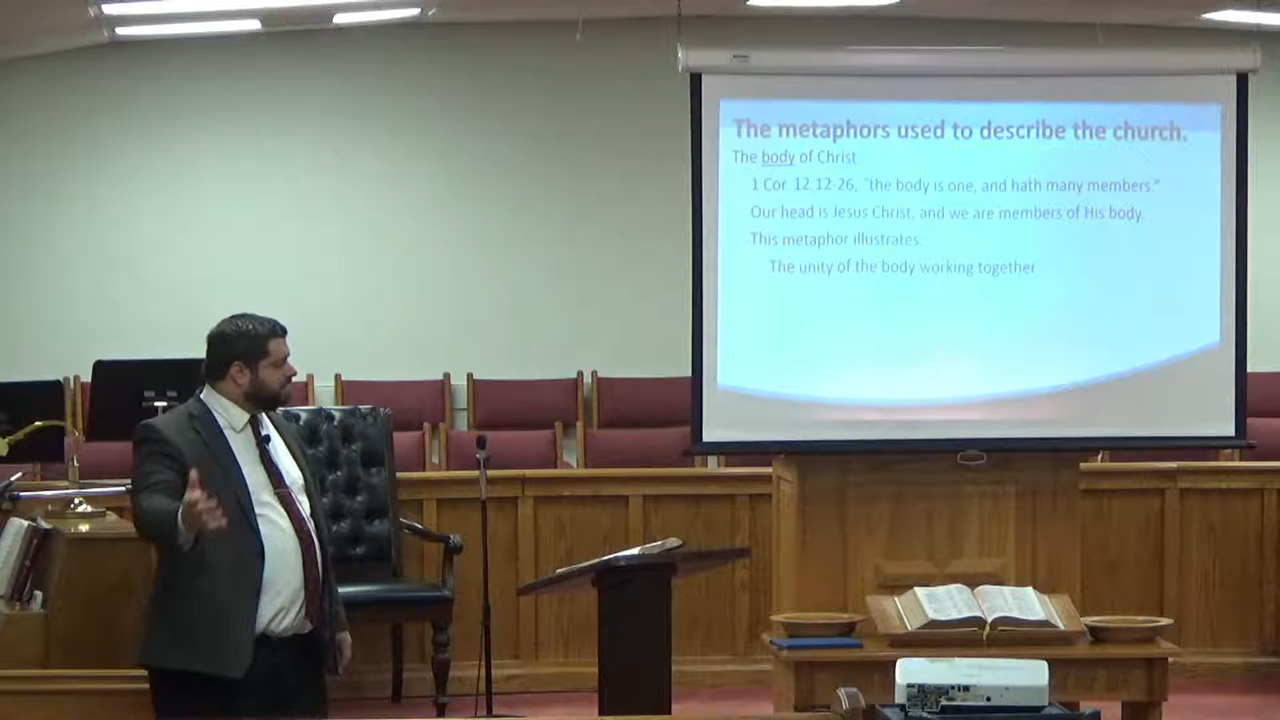 The metaphors used to describe the church.
The body of Christ
1 Cor. 12:12-26, "the body is one, and hath many members."
Our head is Jesus Christ, and we are members of His body.
This metaphor illustrates:
The unity of the body working together